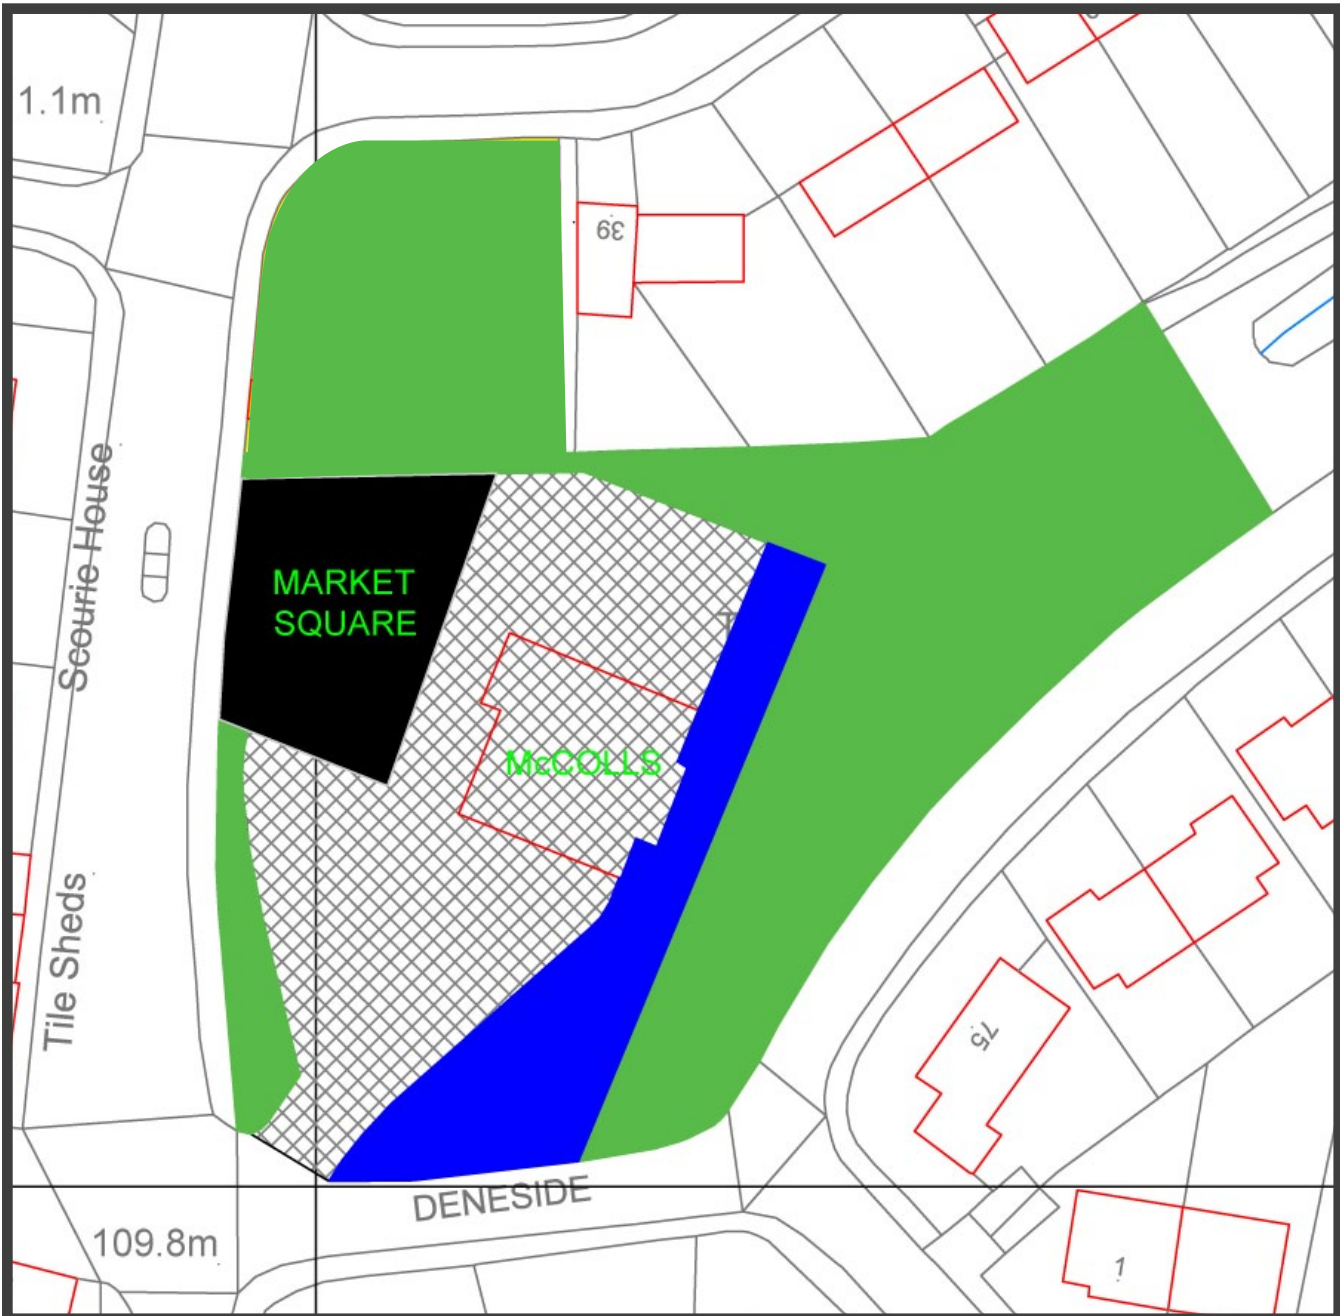 1.1m
39
Scourie House
MARKET
SQUARE
T
McCOLLS
Tile Sheds
75
DENESIDE
109.8m
1